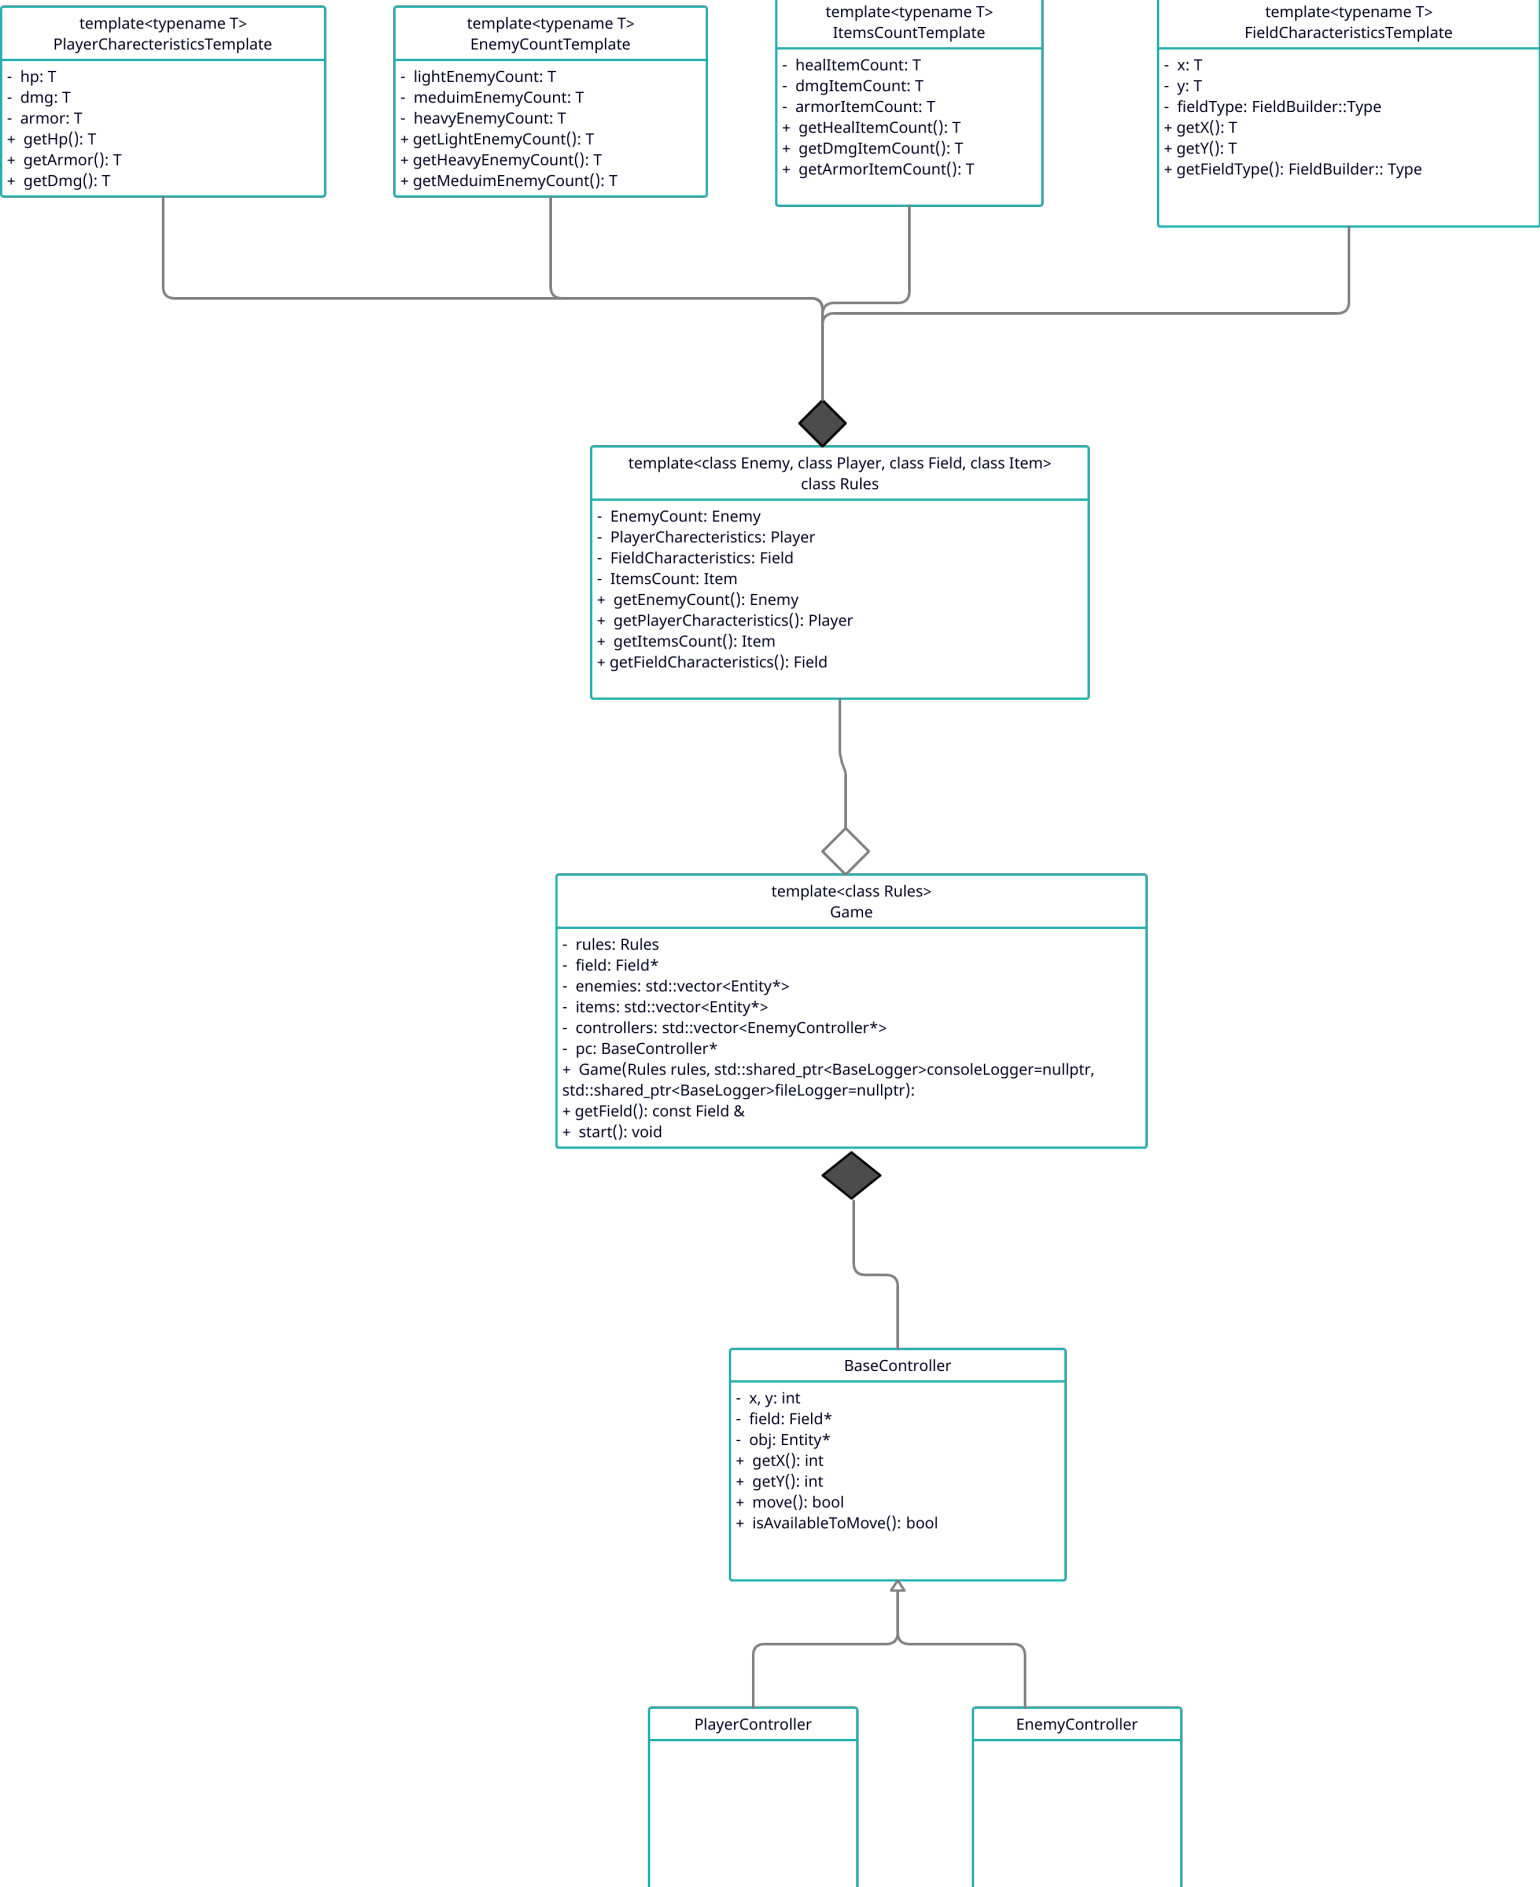 template<typename T>
PlayerCharecteristicsTemplate
-  hp: T
-  dmg: T
-  armor: T
+  getHp(): T
+  getArmor(): T
+  getDmg(): T
template<typename T>
EnemyCountTemplate
-  lightEnemyCount: T
-  meduimEnemyCount: T
-  heavyEnemyCount: T
+ getLightEnemyCount(): T
+ getHeavyEnemyCount(): T
+ getMeduimEnemyCount(): T
template<typename T>
ItemsCountTemplate
-  healItemCount: T
-  dmgItemCount: T
-  armorItemCount: T
+  getHealItemCount(): T
+  getDmgItemCount(): T
+  getArmorItemCount(): T
template<typename T>
FieldCharacteristicsTemplate
-  x: T
-  y: T
-  fieldType: FieldBuilder::Type
+ getX(): T
+ getY(): T
+ getFieldType(): FieldBuilder:: Type
template<class Enemy, class Player, class Field, class Item>
class Rules
-  EnemyCount: Enemy
-  PlayerCharecteristics: Player
-  FieldCharacteristics: Field
-  ItemsCount: Item
+  getEnemyCount(): Enemy
+  getPlayerCharacteristics(): Player
+  getItemsCount(): Item
+ getFieldCharacteristics(): Field
template<class Rules>
Game
-  rules: Rules
-  field: Field*
-  enemies: std::vector<Entity*>
-  items: std::vector<Entity*>
-  controllers: std::vector<EnemyController*>
-  pc: BaseController*
+  Game(Rules rules, std::shared_ptr<BaseLogger>consoleLogger=nullptr,
std::shared_ptr<BaseLogger>fileLogger=nullptr):
+ getField(): const Field &
+  start(): void
BaseController
-  x, y: int
-  field: Field*
-  obj: Entity*
+  getX(): int
+  getY(): int
+  move(): bool
+  isAvailableToMove(): bool
PlayerController
EnemyController